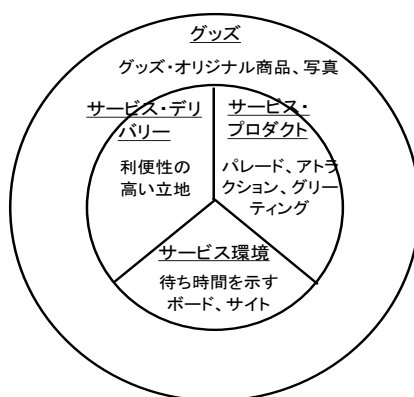 グッズ
グッズ・オリジナル商品、写真
サービス・デリ
バリー
利便性の
高い立地
サービス・
プロダクト
パレード、アトラ
クション、グリー
ティング
サービス環境
待ち時間を示す
ボード、サイト